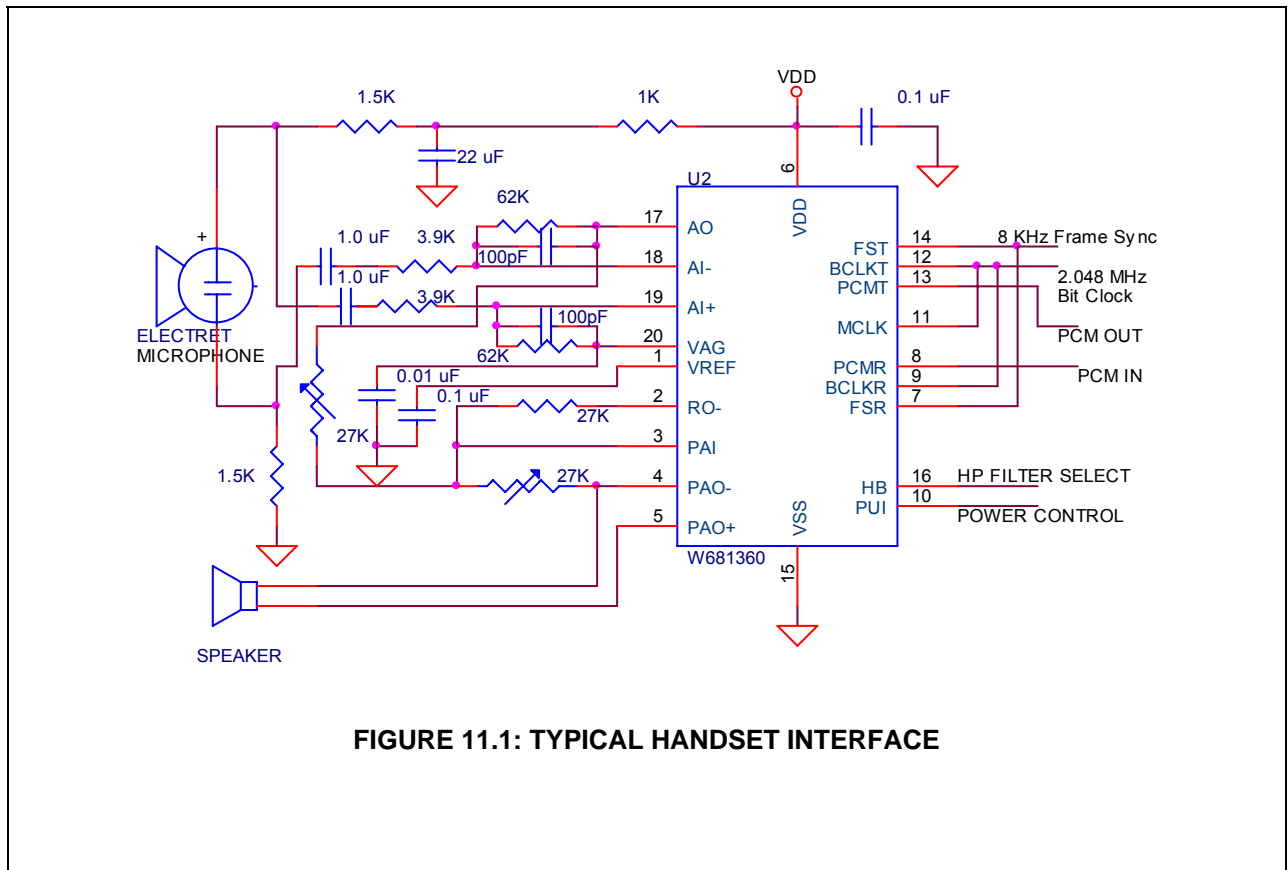 VDD
1.5K
1K
0.1 uF
22 uF
6
U2
62K
17
AO
VDD
14
FST
8 KHz Frame Sync
+
1.0 uF
3.9K
100pF
18
AI-
12
BCLKT
13
PCMT
2.048 MHz
Bit Clock
1.0 uF
3.9K
19
AI+
-
100pF
11
MCLK
PCM OUT
ELECTRET
MICROPHONE
62K
20
VAG
1
VREF
8
PCMR
PCM IN
9
BCLKR
0.01 uF
0.1 uF
2
RO-
7
FSR
27K
27K
3
PAI
1.5K
27K
4
PAO-
16
HB
HP FILTER SELECT
10
PUI
POWER CONTROL
5
PAO+
VSS
W681360
15
SPEAKER
FIGURE 11.1: TYPICAL HANDSET INTERFACE